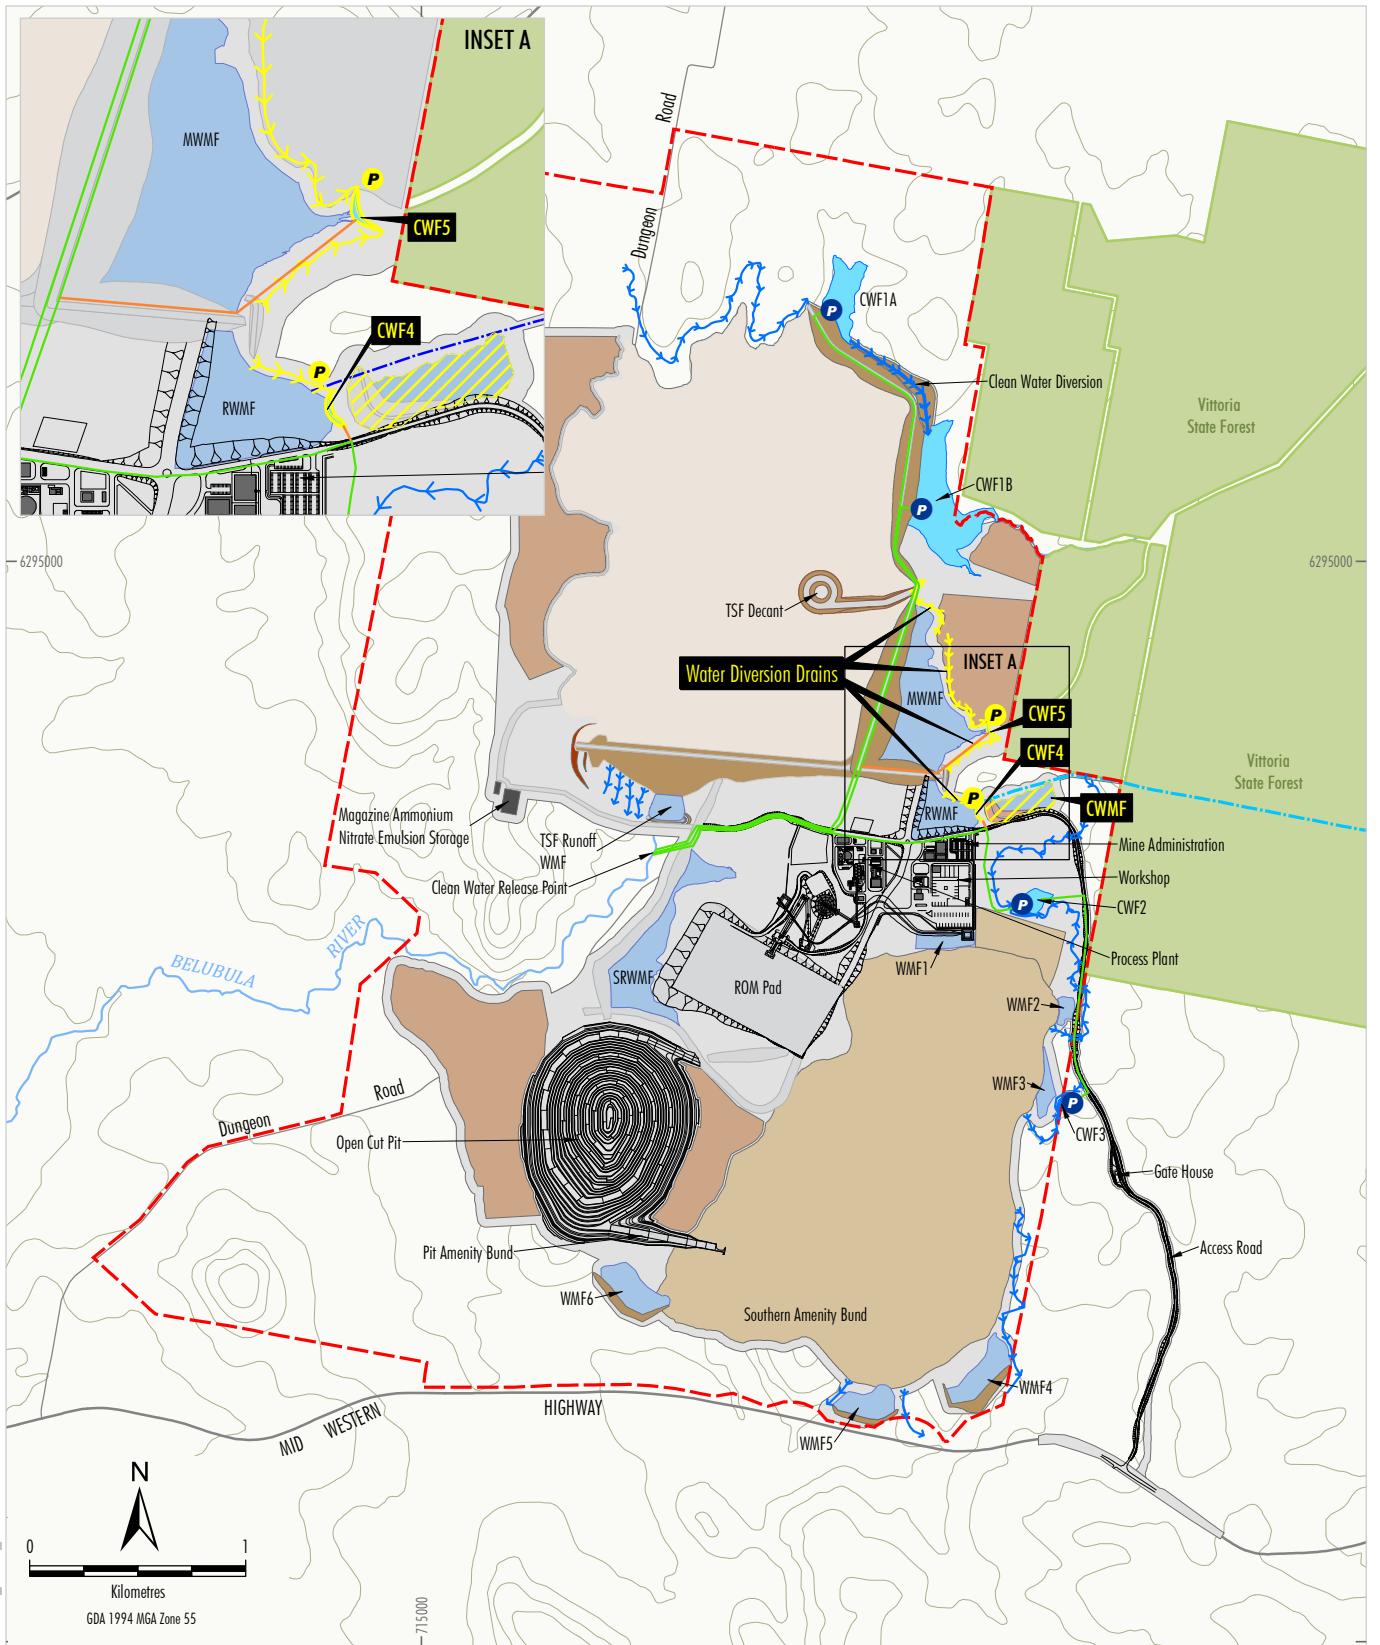 INSET A
MWMF
P
CWF5
CWF4
P
RWMF
Road
Dungeon
CWF1A
P
Clean Water Diversion
Vittoria
State Forest
CWF1B
P
6295000
6295000
TSF Decant
INSET A
Water Diversion Drains
MWMF
P
CWF5
CWF4
Vittoria
State Forest
P
CWMF
RWMF
Magazine Ammonium
Nitrate Emulsion Storage
TSF Runoff
WMF
Mine Administration
Clean Water Release Point
Workshop
P
CWF2
RIVER
BELUBULA
WMF1
Process Plant
SRWMF
ROM Pad
WMF2
WMF3
Road
P
Dungeon
CWF3
Open Cut Pit
Gate House
Pit Amenity Bund
Access Road
WMF6
Southern Amenity Bund
WMF4
HIGHWAY
WESTERN
MID
WMF5
N
0 1
Kilometres
GDA 1994 MGA Zone 55
715000